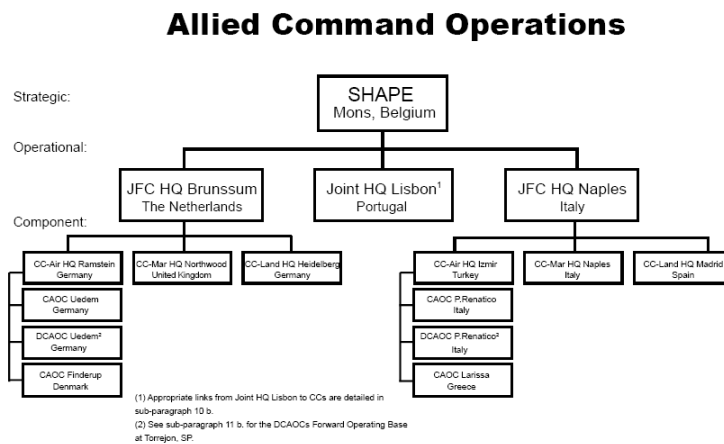 Allied Command Operations
Strategic:
SHAPE
Mons, Belgium
Operational:
JFC HQ Brunssum
The Netherlands
Joint HQ Lisbon¹
Portugal
JFC HQ Naples
Italy
Component:
CC-Air HQ Ramstein
Germany
CC-Mar HQ Northwood
United Kingdom
CC-Land HQ Heidelberg
Germany
CC-Air HQ Izmir
Turkey
CC-Mar HQ Naples
Italy
CC-Land HQ Madrid
Spain
CAOC Uedem
Germany
DCAOC Uedem²
Germany
CAOC Finderup
Denmark
CAOC P.Renatico
Italy
DCAOC P.Renatico²
Italy
CAOC Larissa
Greece
(1) Appropriate links from Joint HQ Lisbon to CCs are detailed in
sub-paragraph 10 b.
(2) See sub-paragraph 11 b. for the DCAOCs Forward Operating Base
at Torrejon, SP.